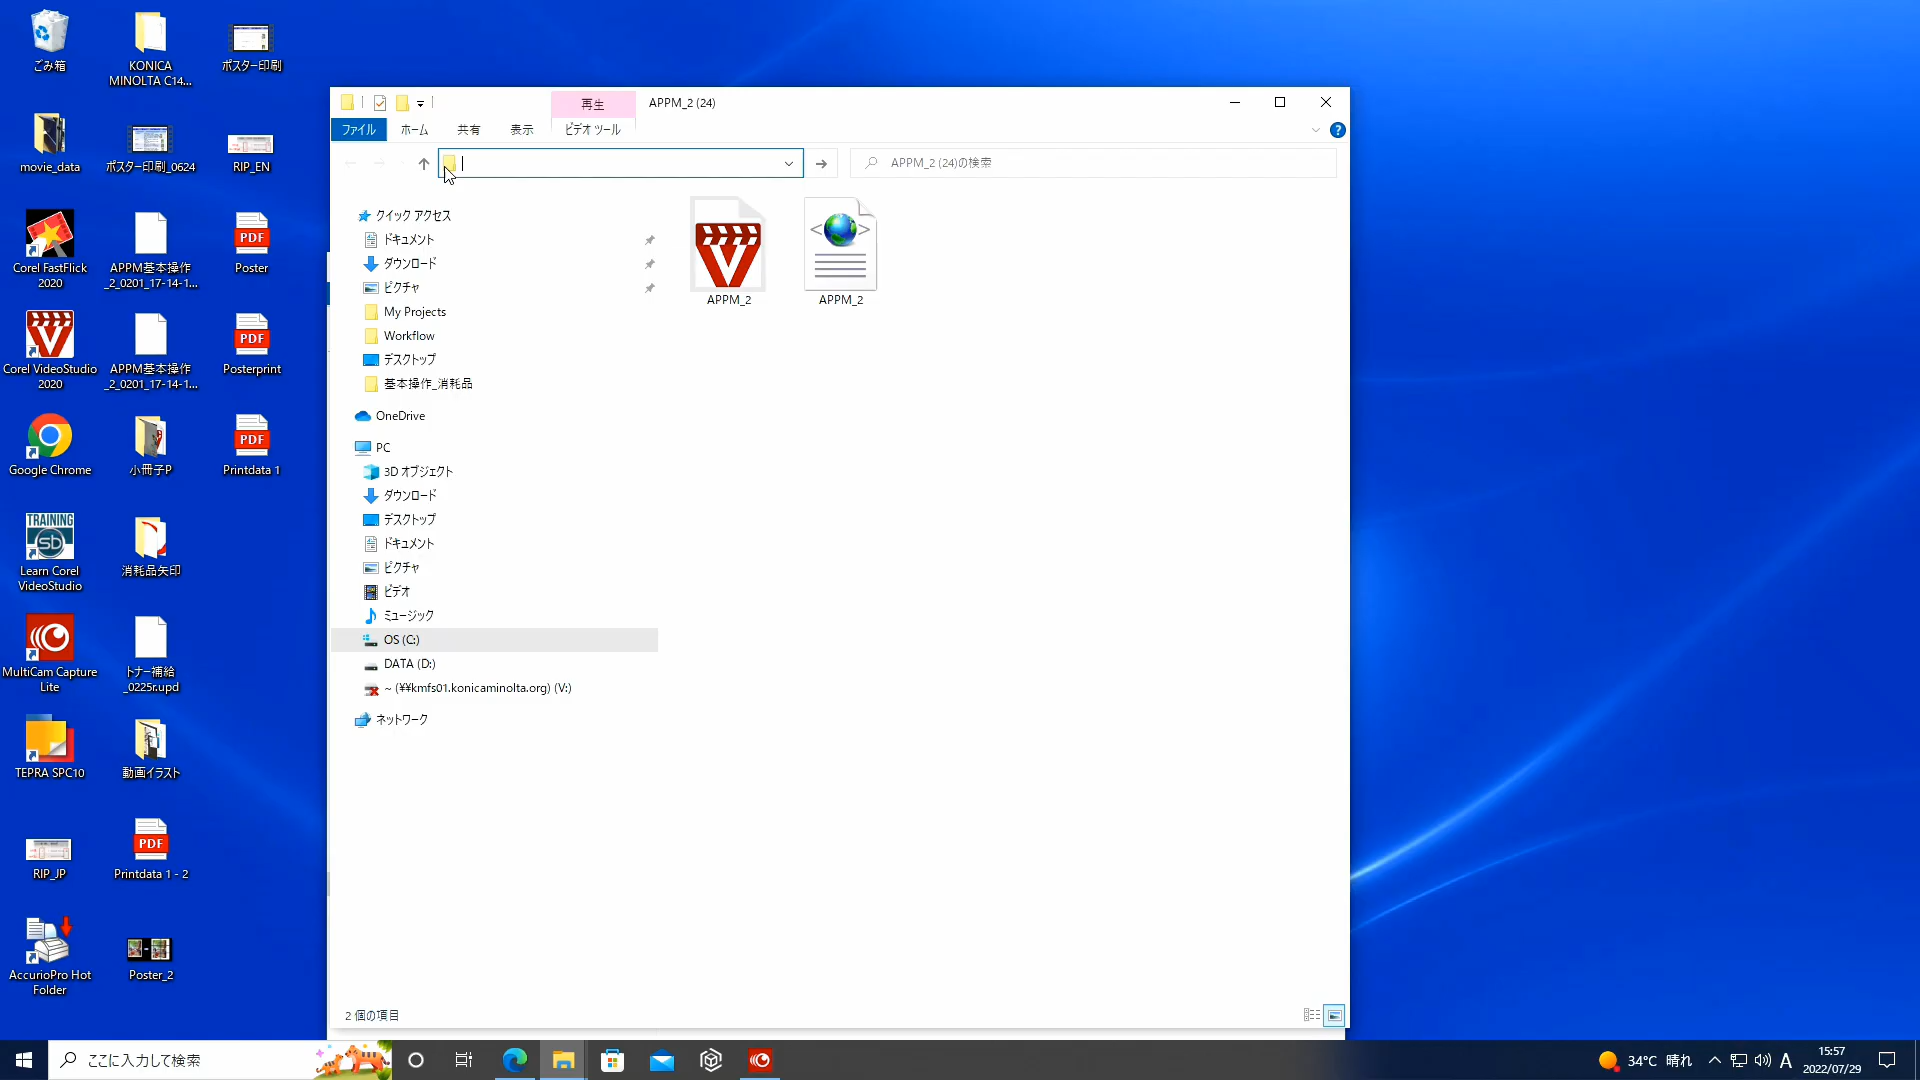 ごみ箱
KONICA
MINOLTA C14...
ポスター印刷
movie_data
ポスター印刷_0624
RIP_EN
Corel FastFlick
2020
APPM基本操作
_2_0201_17-14-1...
PDF
Poster
Corel VideoStudio
2020
APPM基本操作
_2_0201_17-14-1...
PDF
Posterprint
Google Chrome
小冊子P
PDF
Printdata 1
TRAINING
sb
Learn Corel
VideoStudio
消耗品矢印
MultiCam Capture
Lite
トナー補給
_0225r.upd
TEPRA SPC10
動画イラスト
RIP_JP
PDF
Printdata 1 - 2
AccurioPro Hot
Folder
Poster_2
再生
APPM_2 (24)
ファイル
ホーム
共有
表示
ビデオ ツール
APPM_2 (24)の検索
クイック アクセス
ドキュメント
ダウンロード
ピクチャ
My Projects
Workflow
デスクトップ
基本操作_消耗品
OneDrive
PC
3D オブジェクト
ダウンロード
デスクトップ
ドキュメント
ピクチャ
ビデオ
ミュージック
OS (C:)
DATA (D:)
~ (¥¥kmfs01.konicaminolta.org) (V:)
ネットワーク
APPM_2
APPM_2
2 個の項目
ここに入力して検索
34°C 晴れ
A
15:57
2022/07/29